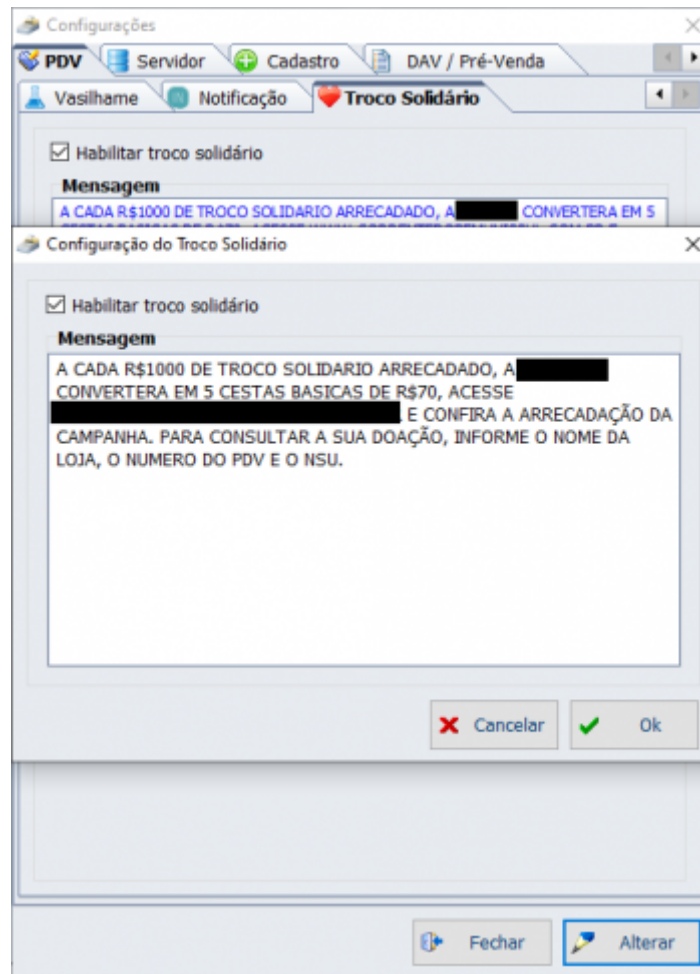 Configurações
PDV Servidor Cadastro DAV / Pré-Venda
Vasilhame Notificação Troco Solidário
Habilitar troco solidário
Mensagem
A CADA R$1000 DE TROCO SOLIDARIO ARRECADADO, A CONVERTERA EM 5
Configuração do Troco Solidário
Habilitar troco solidário
Mensagem
A CADA R$1000 DE TROCO SOLIDARIO ARRECADADO, A
CONVERTERA EM 5 CESTAS BASICAS DE R$70, ACESSE
E CONFIRA A ARRECADAÇÃO DA
CAMPANHA. PARA CONSULTAR A SUA DOAÇÃO, INFORME O NOME DA
LOJA, O NUMERO DO PDV E O NSU.
Cancelar Ok
Fechar Alterar